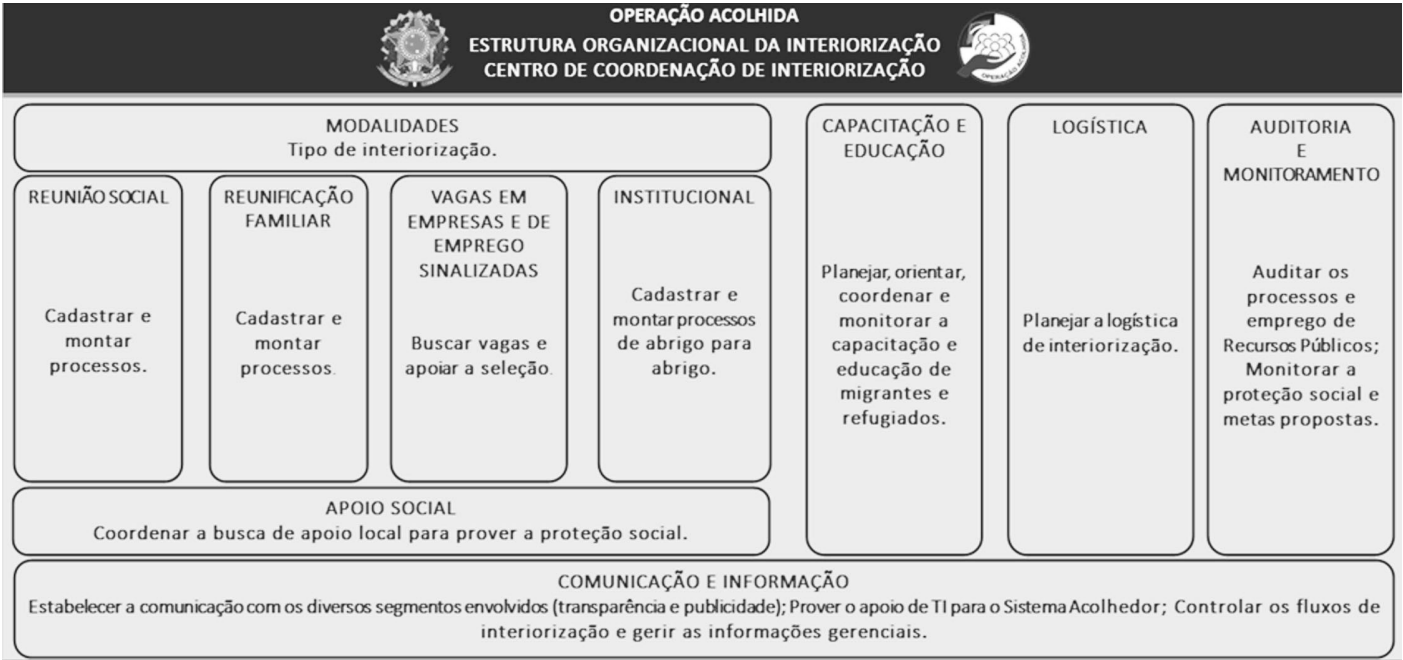 OPERAÇÃO ACOLHIDA
ESTRUTURA ORGANIZACIONAL DA INTERIORIZAÇÃO
CENTRO DE COORDENAÇÃO DE INTERIORIZAÇÃO
OPERAÇÃO ACOLHIDA
MODALIDADES
Tipo de interiorização.
REUNIÃO SOCIAL
Cadastrar e
montar
processos.
REUNIFICAÇÃO
FAMILIAR
Cadastrar e
montar
processos.
VAGAS EM
EMPRESAS E DE
EMPREGO
SINALIZADAS
Buscar vagas e
apoiar a seleção.
INSTITUCIONAL
Cadastrar e
montar processos
de abrigo para
abrigo.
APOIO SOCIAL
Coordenar a busca de apoio local para prover a proteção social.
CAPACITAÇÃO E
EDUCAÇÃO
Planejar, orientar,
coordenar e
monitorar a
capacitação e
educação de
migrantes e
refugiados.
LOGÍSTICA
Planejar a logística
de interiorização.
AUDITORIA
E
MONITORAMENTO
Auditar os
processos e
emprego de
Recursos Públicos;
Monitorar a
proteção social e
metas propostas.
COMUNICAÇÃO E INFORMAÇÃO
Estabelecer a comunicação com os diversos segmentos envolvidos (transparência e publicidade); Prover o apoio de TI para o Sistema Acolhedor; Controlar os fluxos de
interiorização e gerir as informações gerenciais.